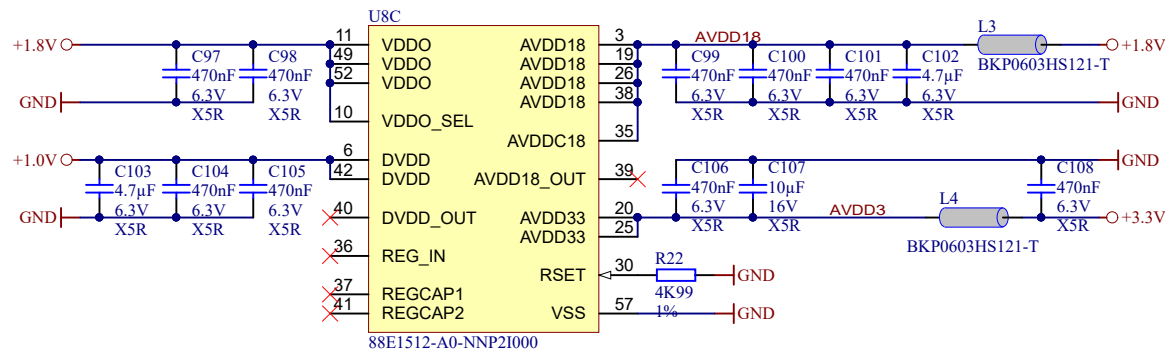 U8C
+1.8V
C97
470nF
6.3V
X5R
C98
470nF
6.3V
X5R
GND
11
49
52
10
VDDO
VDDO
VDDO
VDDO_SEL
+1.0V
C103
4.7µF
6.3V
X5R
C104
470nF
6.3V
X5R
C105
470nF
6.3V
X5R
GND
6
42
40
36
37
41
DVDD
DVDD
DVDD_OUT
REG_IN
REGCAP1
REGCAP2
AVDD18
AVDD18
AVDD18
AVDD18
AVDDC18
AVDD18_OUT
AVDD33
AVDD33
RSET
VSS
3
19
26
38
35
39
20
25
30
57
AVDD18
C99
470nF
6.3V
X5R
C100
470nF
6.3V
X5R
C101
470nF
6.3V
X5R
C102
4.7µF
6.3V
X5R
L3
BKP0603HS121-T
+1.8V
GND
C106
470nF
6.3V
X5R
C107
10µF
16V
X5R
AVDD3
L4
BKP0603HS121-T
C108
470nF
6.3V
X5R
GND
+3.3V
R22
4K99
1%
GND
GND
88E1512-A0-NNP2I000